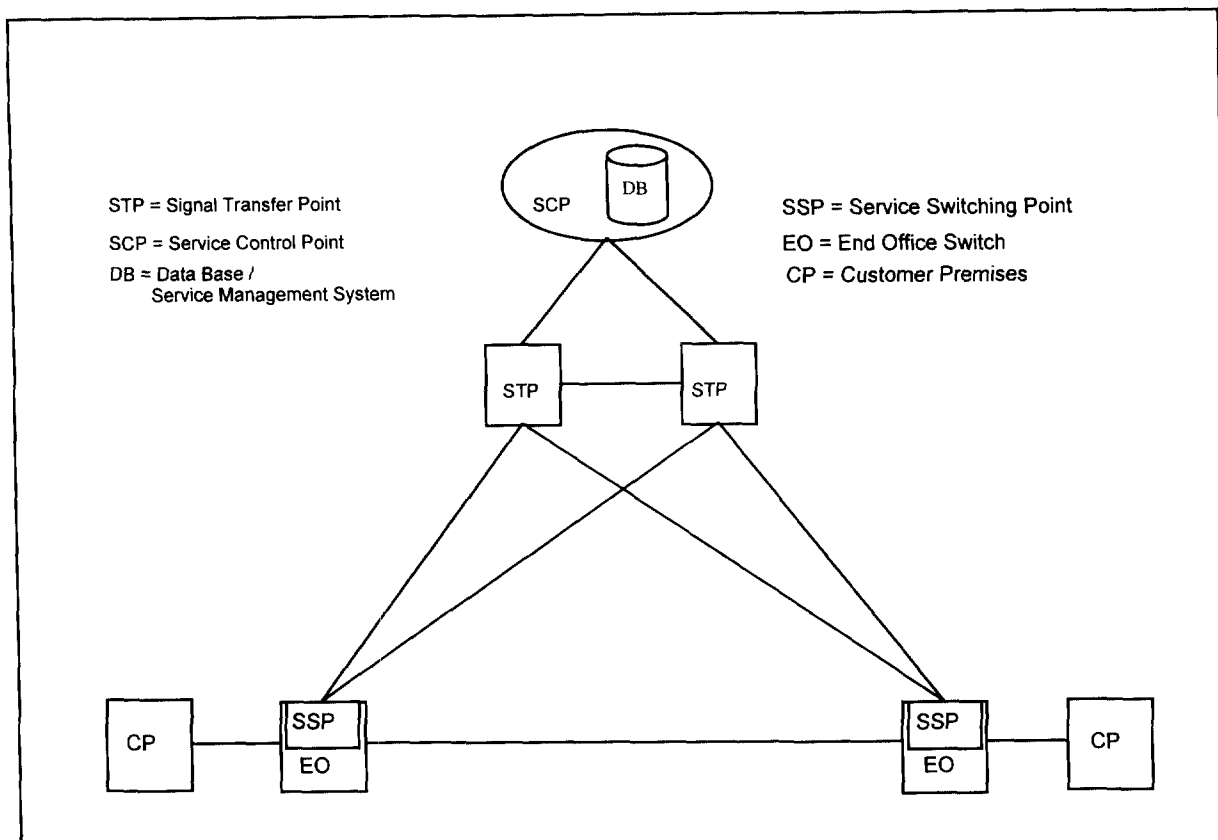 STP = Signal Transfer Point
SCP = Service Control Point
DB = Data Base /
Service Management System
SCP
DB
SSP = Service Switching Point
EO = End Office Switch
CP = Customer Premises
STP
STP
CP
SSP
EO
SSP
EO
CP